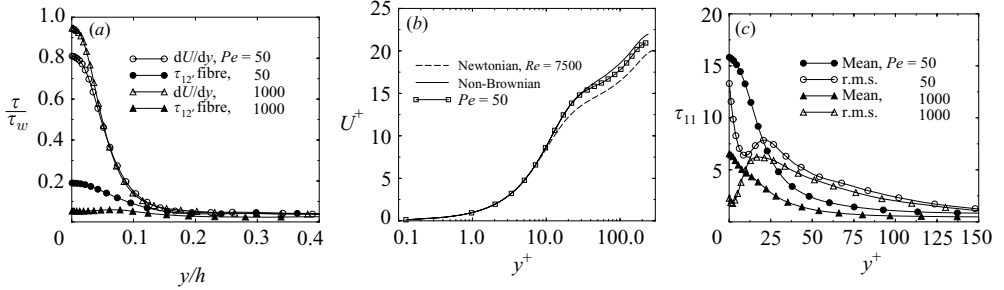 (a)
1.0
0.8
0.6
0.4
0.2
0
0.1
0.2
0.3
0.4
τ
τw
y/h
dU/dy, Pe = 50
τ12′ fibre, 50
dU/dy, 1000
τ12′ fibre, 1000
(b)
25
20
15
10
5
0
0.1
1.0
10.0
100.0
U+
y+
Newtonian, Re = 7500
Non-Brownian
Pe = 50
(c)
20
15
10
5
0
25
50
75
100
125
150
τ11
y+
Mean, Pe = 50
r.m.s. 50
Mean, 1000
r.m.s. 1000